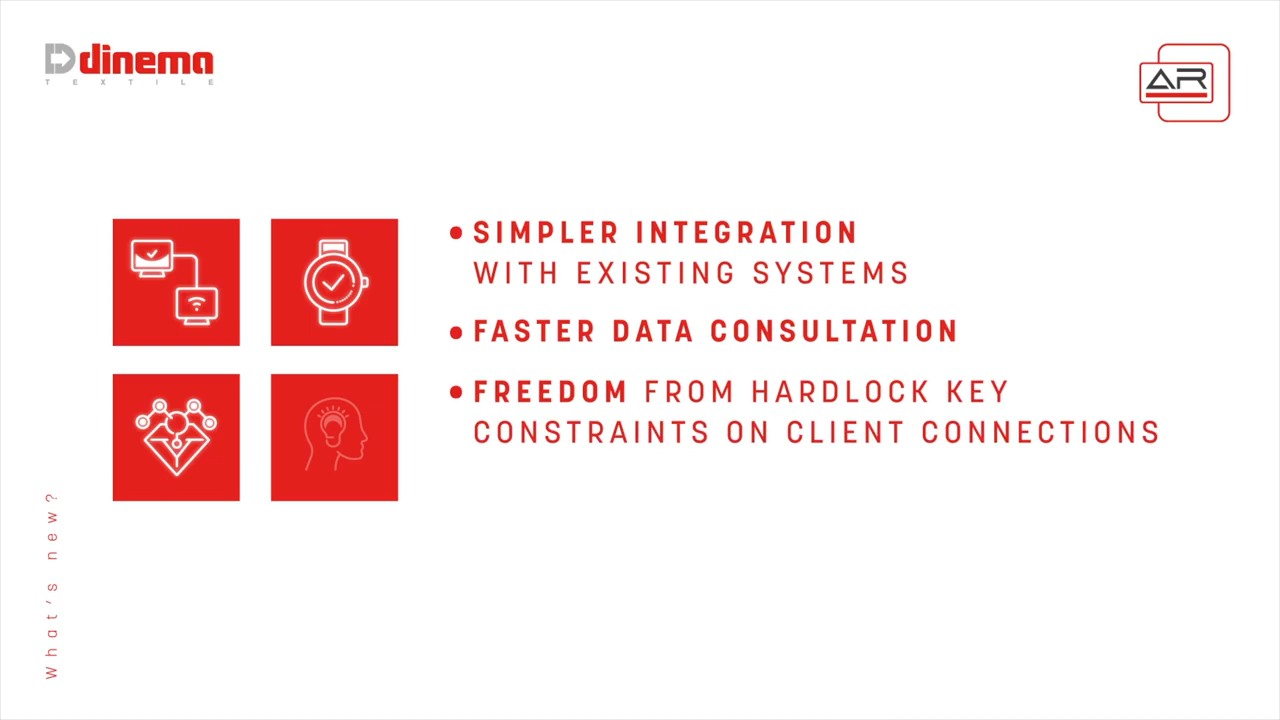 dinema
TEXTILE
AR
• SIMPLER INTEGRATION
WITH EXISTING SYSTEMS
• FASTER DATA CONSULTATION
• FREEDOM FROM HARDLOCK KEY
CONSTRAINTS ON CLIENT CONNECTIONS
What's new?